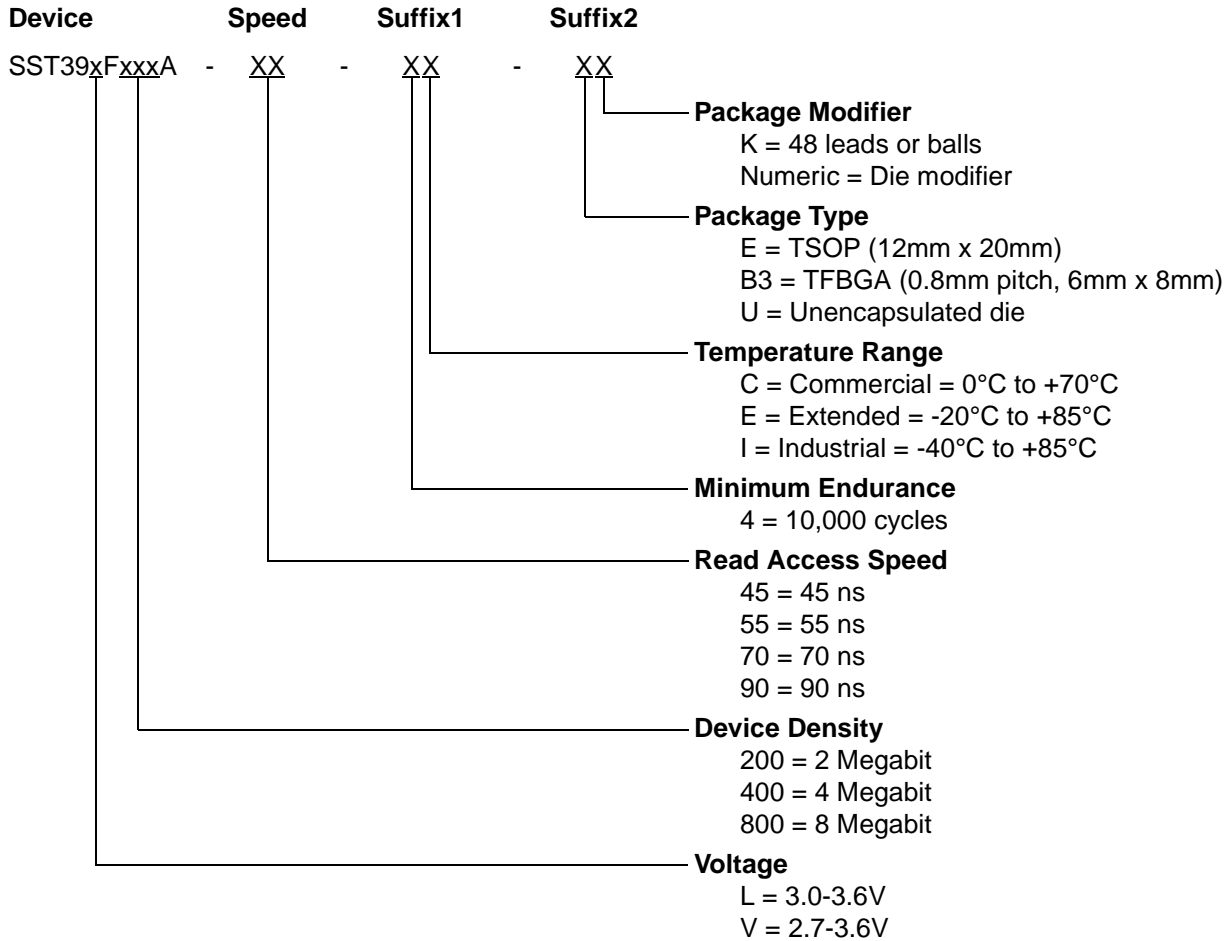 Device Speed Suffix1 Suffix2
SST39xFxxxA - XX - XX - XX
Package Modifier
K = 48 leads or balls
Numeric = Die modifier
Package Type
E = TSOP (12mm x 20mm)
B3 = TFBGA (0.8mm pitch, 6mm x 8mm)
U = Unencapsulated die
Temperature Range
C = Commercial = 0°C to +70°C
E = Extended = -20°C to +85°C
I = Industrial = -40°C to +85°C
Minimum Endurance
4 = 10,000 cycles
Read Access Speed
45 = 45 ns
55 = 55 ns
70 = 70 ns
90 = 90 ns
Device Density
200 = 2 Megabit
400 = 4 Megabit
800 = 8 Megabit
Voltage
L = 3.0-3.6V
V = 2.7-3.6V